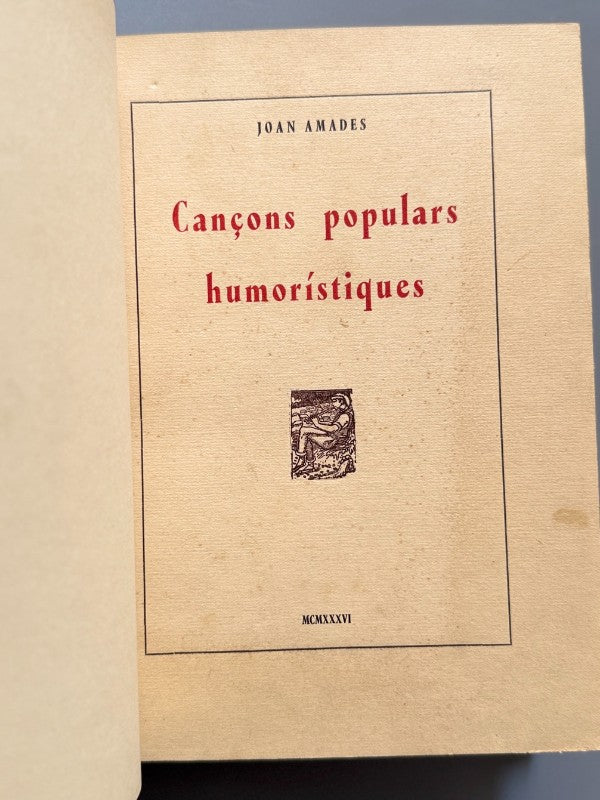 JOAN AMADES
Cançons populars
humorístiques
MCMXXXVI